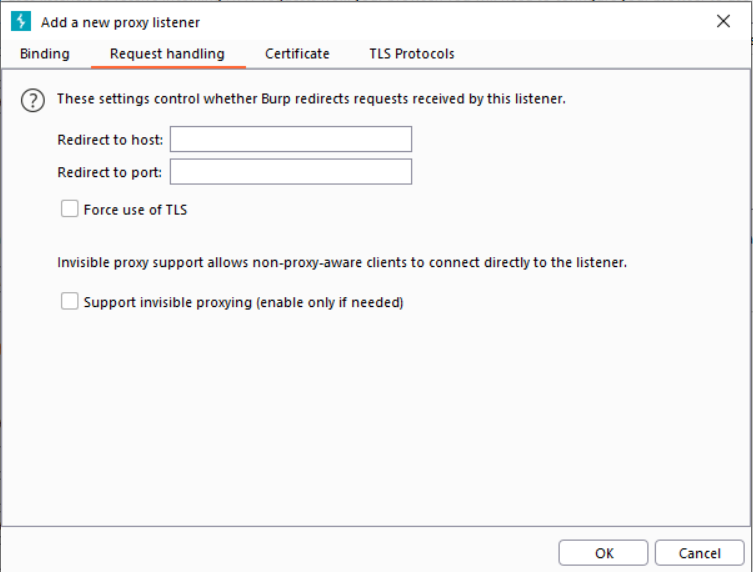 Add a new proxy listener
Binding Request handling Certificate TLS Protocols
These settings control whether Burp redirects requests received by this listener.
Redirect to host:
Redirect to port:
Force use of TLS
Invisible proxy support allows non-proxy-aware clients to connect directly to the listener.
Support invisible proxying (enable only if needed)
OK Cancel